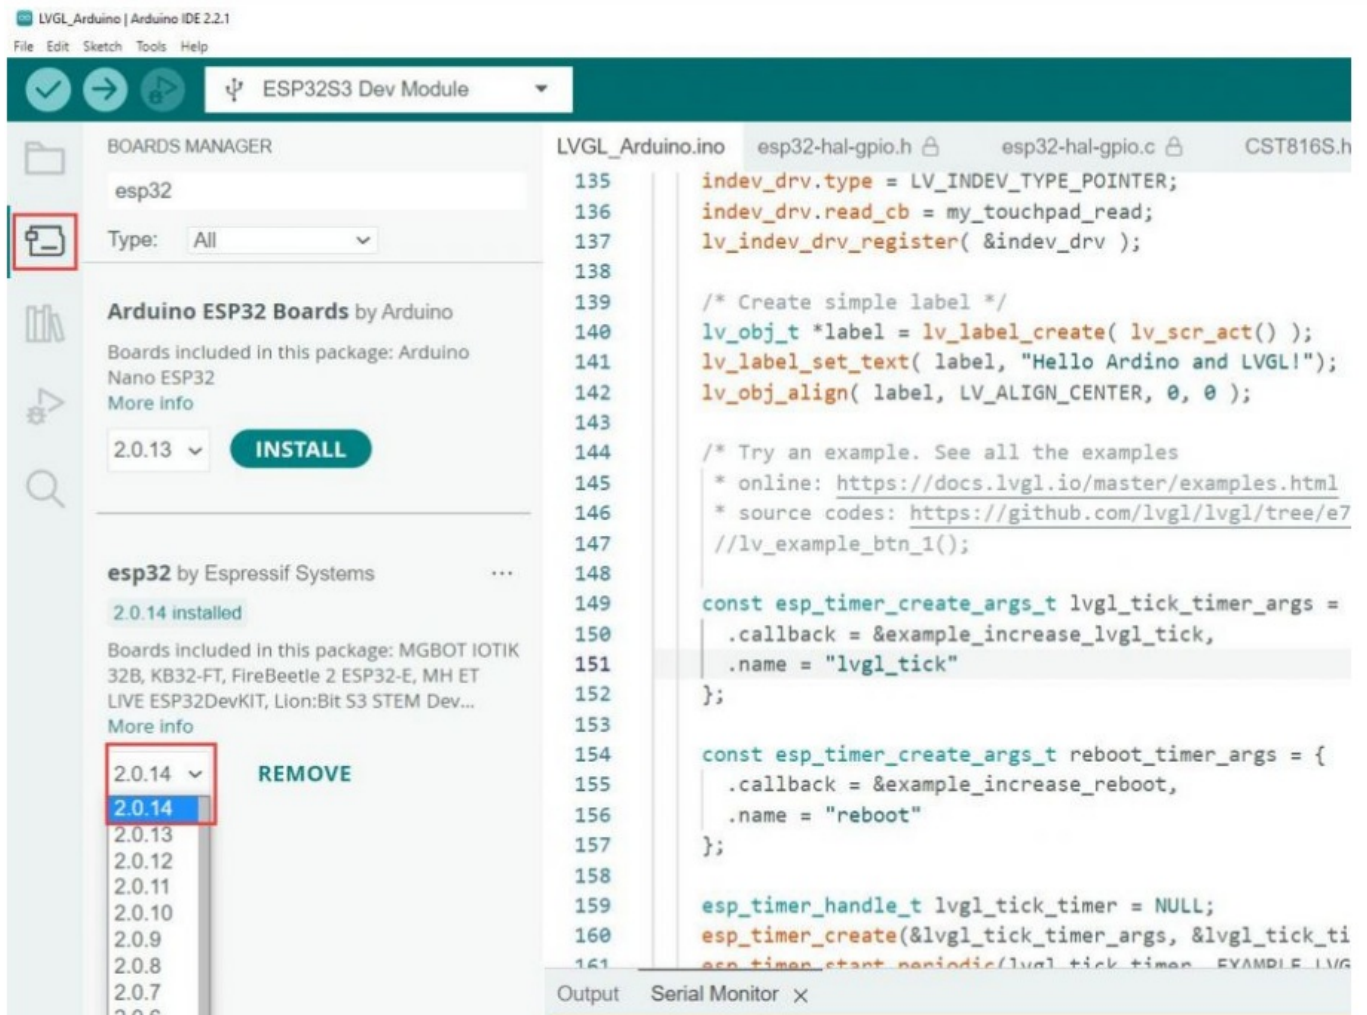 LVGL_Arduino | Arduino IDE 2.2.1
File Edit Sketch Tools Help
ESP32S3 Dev Module
BOARDS MANAGER
esp32
Type: All
Arduino ESP32 Boards by Arduino
Boards included in this package: Arduino
Nano ESP32
More info
2.0.13 INSTALL
esp32 by Espressif Systems ...
2.0.14 installed
Boards included in this package: MGBOT IOTIK
32B, KB32-FT, FireBeetle 2 ESP32-E, MH ET
LIVE ESP32DevKIT, Lion:Bit S3 STEM Dev...
More info
2.0.14 REMOVE
2.0.14
2.0.13
2.0.12
2.0.11
2.0.10
2.0.9
2.0.8
2.0.7
2.0.6
LVGL_Arduino.ino esp32-hal-gpio.h esp32-hal-gpio.c CST816S.h
135 indev_drv.type = LV_INDEV_TYPE_POINTER;
136 indev_drv.read_cb = my_touchpad_read;
137 lv_indev_drv_register( &indev_drv );
138
139 /* Create simple label */
140 lv_obj_t *label = lv_label_create( lv_scr_act() );
141 lv_label_set_text( label, "Hello Ardino and LVGL!");
142 lv_obj_align( label, LV_ALIGN_CENTER, 0, 0 );
143
144 /* Try an example. See all the examples
145 * online: https://docs.lvgl.io/master/examples.html
146 * source codes: https://github.com/lvgl/lvgl/tree/e7
147 //lv_example_btn_1();
148
149 const esp_timer_create_args_t lvgl_tick_timer_args =
150 .callback = &example_increase_lvgl_tick,
151 .name = "lvgl_tick"
152 };
153
154 const esp_timer_create_args_t reboot_timer_args = {
155 .callback = &example_increase_reboot,
156 .name = "reboot"
157 };
158
159 esp_timer_handle_t lvgl_tick_timer = NULL;
160 esp_timer_create(&lvgl_tick_timer_args, &lvgl_tick_ti
161 esp_timer_start_periodic(lvgl_tick_timer, EXAMPLE_LVG
Output Serial Monitor